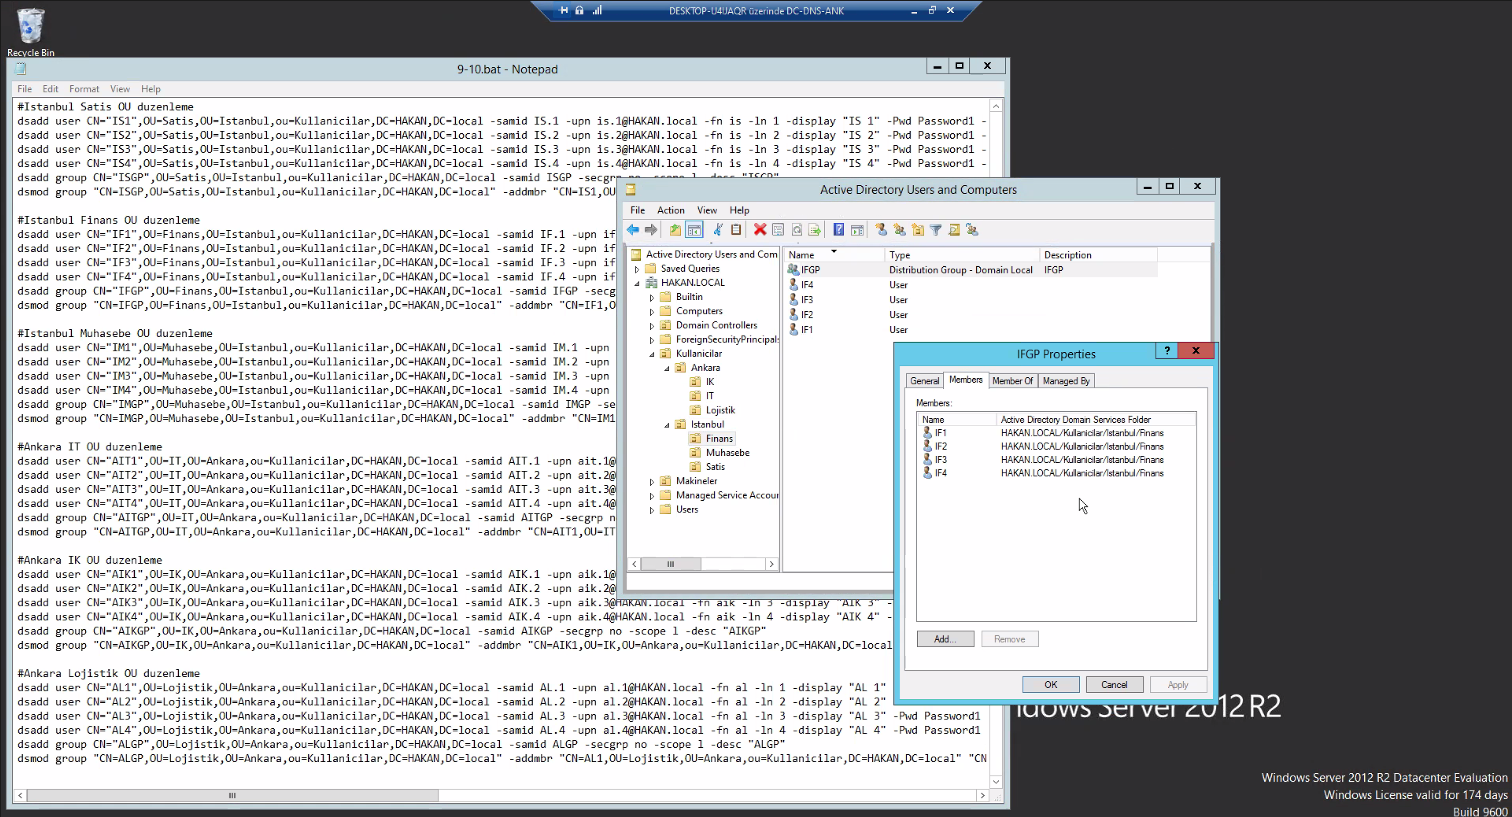 DESKTOP-U4UAQR üzerinde DC-DNS-ANK
Recycle Bin
9-10.bat - Notepad
File Edit Format View Help
#Istanbul Satis OU duzenleme
dsadd user CN="IS1",OU=Satis,OU=Istanbul,ou=Kullanicilar,DC=HAKAN,DC=local -samid IS.1 -upn is.1@HAKAN.local -fn is -ln 1 -display "IS 1" -Pwd Password1 -
dsadd user CN="IS2",OU=Satis,OU=Istanbul,ou=Kullanicilar,DC=HAKAN,DC=local -samid IS.2 -upn is.2@HAKAN.local -fn is -ln 2 -display "IS 2" -Pwd Password1 -
dsadd user CN="IS3",OU=Satis,OU=Istanbul,ou=Kullanicilar,DC=HAKAN,DC=local -samid IS.3 -upn is.3@HAKAN.local -fn is -ln 3 -display "IS 3" -Pwd Password1 -
dsadd user CN="IS4",OU=Satis,OU=Istanbul,ou=Kullanicilar,DC=HAKAN,DC=local -samid IS.4 -upn is.4@HAKAN.local -fn is -ln 4 -display "IS 4" -Pwd Password1 -
dsadd group CN="ISGP",OU=Satis,OU=Istanbul,ou=Kullanicilar,DC=HAKAN,DC=local -samid ISGP -secgrp no -scope l -desc "ISGP"
dsmod group "CN=ISGP,OU=Satis,OU=Istanbul,ou=Kullanicilar,DC=HAKAN,DC=local" -addmbr "CN=IS1,OU
#Istanbul Finans OU duzenleme
dsadd user CN="IF1",OU=Finans,OU=Istanbul,ou=Kullanicilar,DC=HAKAN,DC=local -samid IF.1 -upn if
dsadd user CN="IF2",OU=Finans,OU=Istanbul,ou=Kullanicilar,DC=HAKAN,DC=local -samid IF.2 -upn if
dsadd user CN="IF3",OU=Finans,OU=Istanbul,ou=Kullanicilar,DC=HAKAN,DC=local -samid IF.3 -upn if
dsadd user CN="IF4",OU=Finans,OU=Istanbul,ou=Kullanicilar,DC=HAKAN,DC=local -samid IF.4 -upn if
dsadd group CN="IFGP",OU=Finans,OU=Istanbul,ou=Kullanicilar,DC=HAKAN,DC=local -samid IFGP -secg
dsmod group "CN=IFGP,OU=Finans,OU=Istanbul,ou=Kullanicilar,DC=HAKAN,DC=local" -addmbr "CN=IF1,O
#Istanbul Muhasebe OU duzenleme
dsadd user CN="IM1",OU=Muhasebe,OU=Istanbul,ou=Kullanicilar,DC=HAKAN,DC=local -samid IM.1 -upn
dsadd user CN="IM2",OU=Muhasebe,OU=Istanbul,ou=Kullanicilar,DC=HAKAN,DC=local -samid IM.2 -upn
dsadd user CN="IM3",OU=Muhasebe,OU=Istanbul,ou=Kullanicilar,DC=HAKAN,DC=local -samid IM.3 -upn
dsadd user CN="IM4",OU=Muhasebe,OU=Istanbul,ou=Kullanicilar,DC=HAKAN,DC=local -samid IM.4 -upn
dsadd group CN="IMGP",OU=Muhasebe,OU=Istanbul,ou=Kullanicilar,DC=HAKAN,DC=local -samid IMGP -se
dsmod group "CN=IMGP,OU=Muhasebe,OU=Istanbul,ou=Kullanicilar,DC=HAKAN,DC=local" -addmbr "CN=IM1
#Ankara IT OU duzenleme
dsadd user CN="AIT1",OU=IT,OU=Ankara,ou=Kullanicilar,DC=HAKAN,DC=local -samid AIT.1 -upn ait.1@
dsadd user CN="AIT2",OU=IT,OU=Ankara,ou=Kullanicilar,DC=HAKAN,DC=local -samid AIT.2 -upn ait.2@
dsadd user CN="AIT3",OU=IT,OU=Ankara,ou=Kullanicilar,DC=HAKAN,DC=local -samid AIT.3 -upn ait.3@
dsadd user CN="AIT4",OU=IT,OU=Ankara,ou=Kullanicilar,DC=HAKAN,DC=local -samid AIT.4 -upn ait.4@
dsadd group CN="AITGP",OU=IT,OU=Ankara,ou=Kullanicilar,DC=HAKAN,DC=local -samid AITGP -secgrp n
dsmod group "CN=AITGP,OU=IT,OU=Ankara,ou=Kullanicilar,DC=HAKAN,DC=local" -addmbr "CN=AIT1,OU=IT
#Ankara IK OU duzenleme
dsadd user CN="AIK1",OU=IK,OU=Ankara,ou=Kullanicilar,DC=HAKAN,DC=local -samid AIK.1 -upn aik.1@
dsadd user CN="AIK2",OU=IK,OU=Ankara,ou=Kullanicilar,DC=HAKAN,DC=local -samid AIK.2 -upn aik.2@
dsadd user CN="AIK3",OU=IK,OU=Ankara,ou=Kullanicilar,DC=HAKAN,DC=local -samid AIK.3 -upn aik.3@HAKAN.local -fn aik -ln 3 -display "AIK 3" -
dsadd user CN="AIK4",OU=IK,OU=Ankara,ou=Kullanicilar,DC=HAKAN,DC=local -samid AIK.4 -upn aik.4@HAKAN.local -fn aik -ln 4 -display "AIK 4" -
dsadd group CN="AIKGP",OU=IK,OU=Ankara,ou=Kullanicilar,DC=HAKAN,DC=local -samid AIKGP -secgrp no -scope l -desc "AIKGP"
dsmod group "CN=AIKGP,OU=IK,OU=Ankara,ou=Kullanicilar,DC=HAKAN,DC=local" -addmbr "CN=AIK1,OU=IK,OU=Ankara,ou=Kullanicilar,DC=HAKAN,DC=local
#Ankara Lojistik OU duzenleme
dsadd user CN="AL1",OU=Lojistik,OU=Ankara,ou=Kullanicilar,DC=HAKAN,DC=local -samid AL.1 -upn al.1@HAKAN.local -fn al -ln 1 -display "AL 1"
dsadd user CN="AL2",OU=Lojistik,OU=Ankara,ou=Kullanicilar,DC=HAKAN,DC=local -samid AL.2 -upn al.2@HAKAN.local -fn al -ln 2 -display "AL 2"
dsadd user CN="AL3",OU=Lojistik,OU=Ankara,ou=Kullanicilar,DC=HAKAN,DC=local -samid AL.3 -upn al.3@HAKAN.local -fn al -ln 3 -display "AL 3" -Pwd Password1
dsadd user CN="AL4",OU=Lojistik,OU=Ankara,ou=Kullanicilar,DC=HAKAN,DC=local -samid AL.4 -upn al.4@HAKAN.local -fn al -ln 4 -display "AL 4" -Pwd Password1
dsadd group CN="ALGP",OU=Lojistik,OU=Ankara,ou=Kullanicilar,DC=HAKAN,DC=local -samid ALGP -secgrp no -scope l -desc "ALGP"
dsmod group "CN=ALGP,OU=Lojistik,OU=Ankara,ou=Kullanicilar,DC=HAKAN,DC=local" -addmbr "CN=AL1,OU=Lojistik,OU=Ankara,ou=Kullanicilar,DC=HAKAN,DC=local" "CN
Active Directory Users and Computers
File Action View Help
Active Directory Users and Com
Saved Queries
HAKAN.LOCAL
Builtin
Computers
Domain Controllers
ForeignSecurityPrincipals
Kullanicilar
Ankara
IK
IT
Lojistik
Istanbul
Finans
Muhasebe
Satis
Makineler
Managed Service Accour
Users
Name Type Description
IFGP Distribution Group - Domain Local IFGP
IF4 User
IF3 User
IF2 User
IF1 User
IFGP Properties
General Members Member Of Managed By
Members:
Name Active Directory Domain Services Folder
IF1 HAKAN.LOCAL/Kullanicilar/Istanbul/Finans
IF2 HAKAN.LOCAL/Kullanicilar/Istanbul/Finans
IF3 HAKAN.LOCAL/Kullanicilar/Istanbul/Finans
IF4 HAKAN.LOCAL/Kullanicilar/Istanbul/Finans
Add... Remove
OK Cancel Apply
ndows Server 2012 R2
Windows Server 2012 R2 Datacenter Evaluation
Windows License valid for 174 days
Build 9600